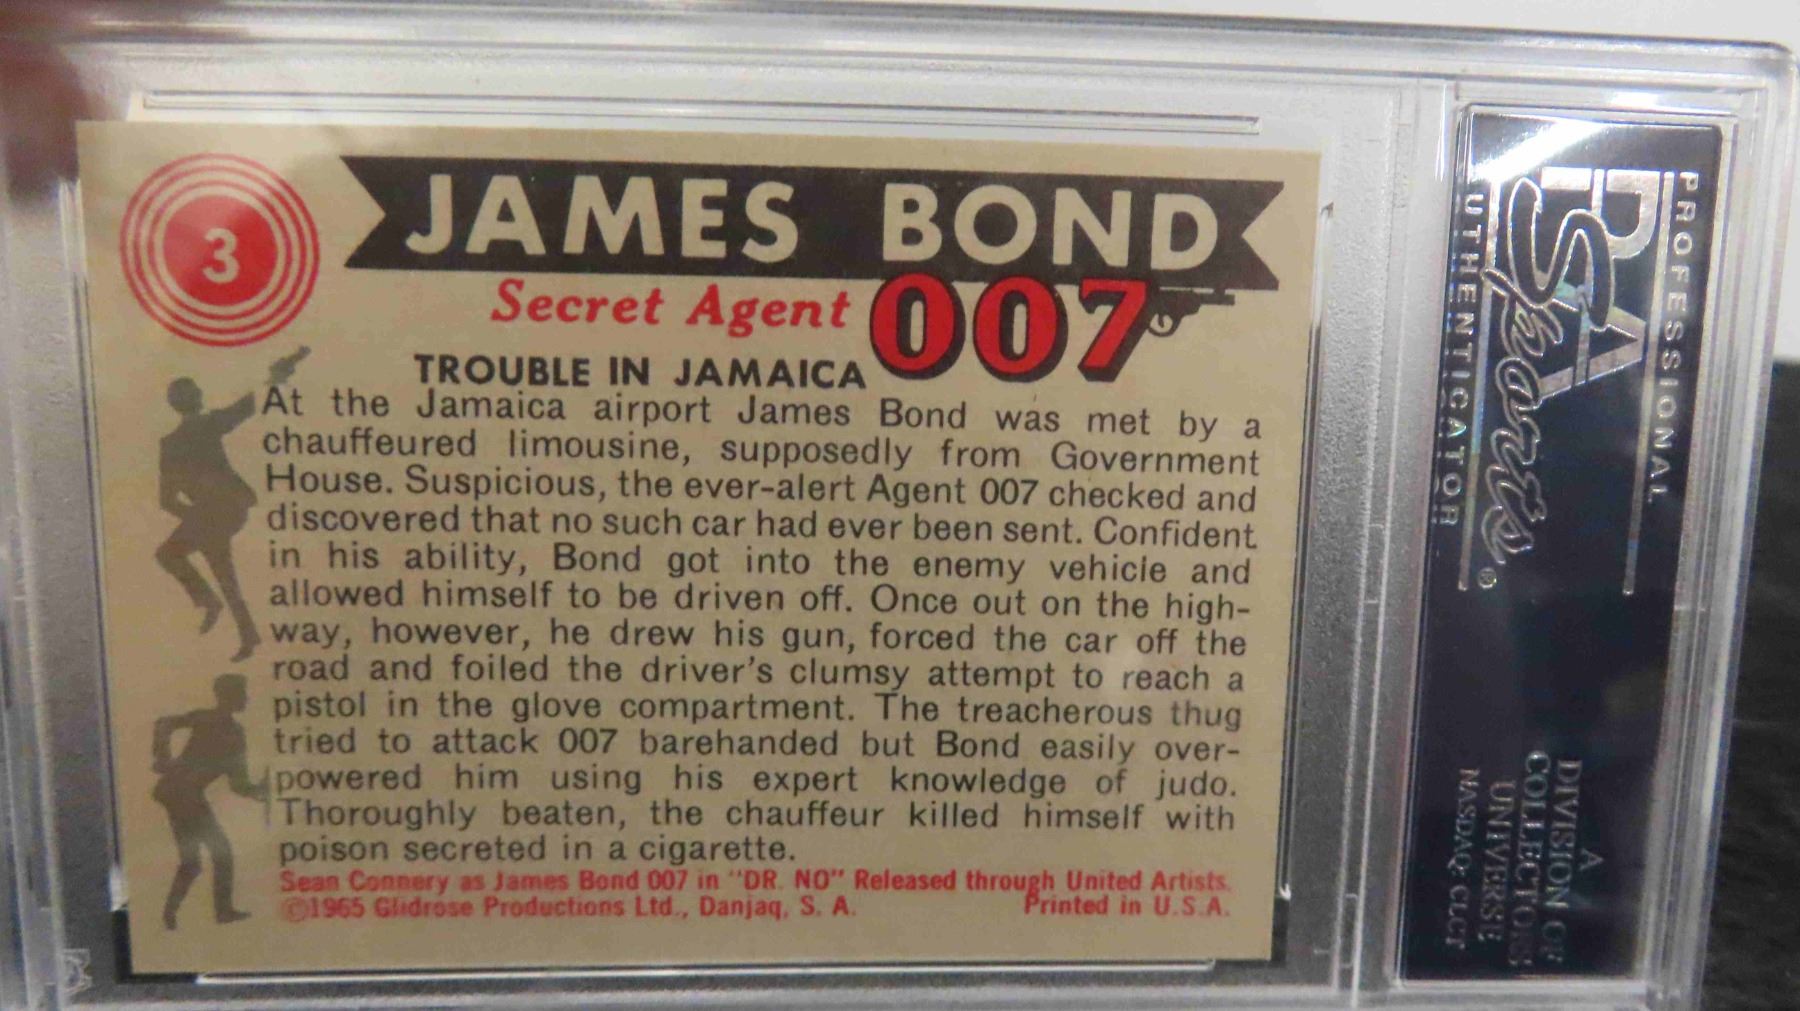 3
JAMES BOND
Secret Agent 007
TROUBLE IN JAMAICA
At the Jamaica airport James Bond was met by a
chauffeured limousine, supposedly from Government
House. Suspicious, the ever-alert Agent 007 checked and
discovered that no such car had ever been sent. Confident
in his ability, Bond got into the enemy vehicle and
allowed himself to be driven off. Once out on the high-
way, however, he drew his gun, forced the car off the
road and foiled the driver's clumsy attempt to reach a
pistol in the glove compartment. The treacherous thug
tried to attack 007 barehanded but Bond easily over-
powered him using his expert knowledge of judo.
Thoroughly beaten, the chauffeur killed himself with
poison secreted in a cigarette.
Sean Connery as James Bond 007 in "DR. NO" Released through United Artists.
©1965 Glidrose Productions Ltd., Danjaq, S. A. Printed in U.S.A.
PROFESSIONAL
PSA
Sports®
AUTHENTICATOR
A
DIVISION OF
COLLECTORS
UNIVERSE
NASDAQ: CLCT